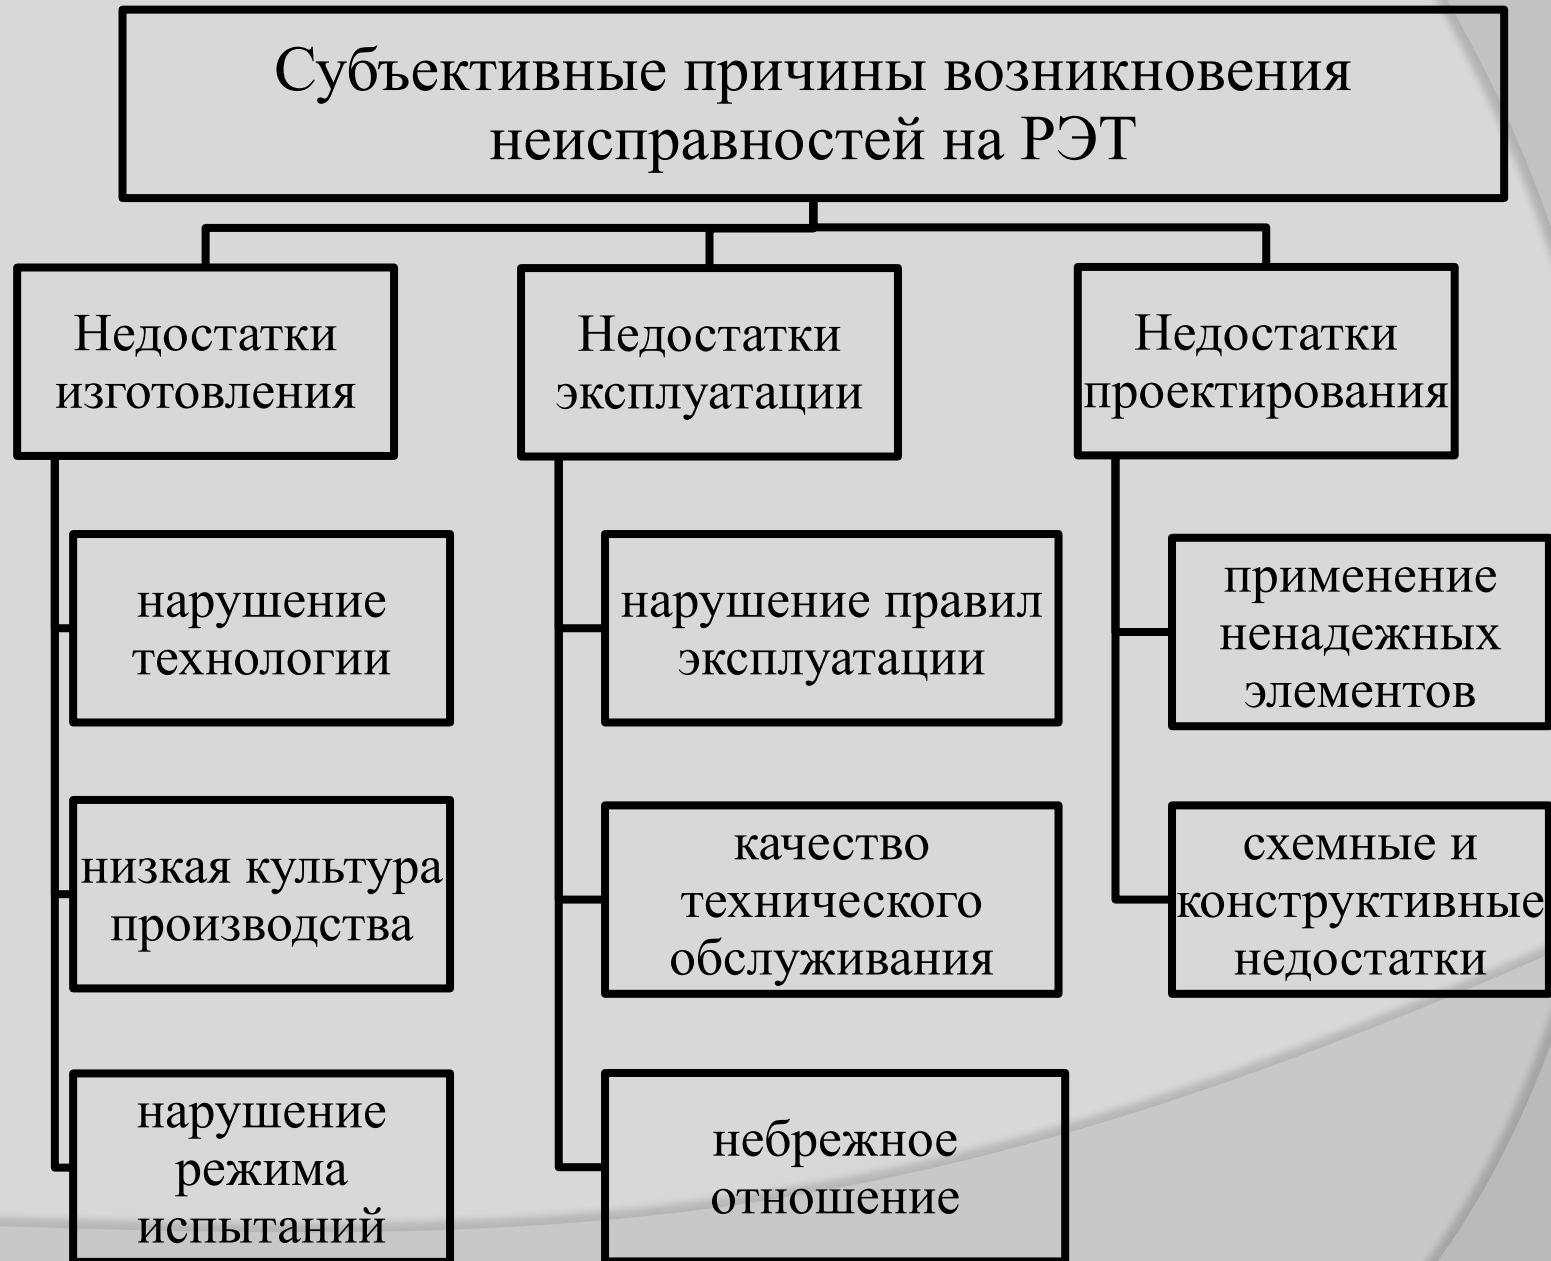 Субъективные причины возникновения
неисправностей на РЭТ
Недостатки
изготовления
нарушение
технологии
низкая культура
производства
нарушение
режима
испытаний
Недостатки
эксплуатации
нарушение правил
эксплуатации
качество
технического
обслуживания
небрежное
отношение
Недостатки
проектирования
применение
ненадежных
элементов
схемные и
конструктивные
недостатки